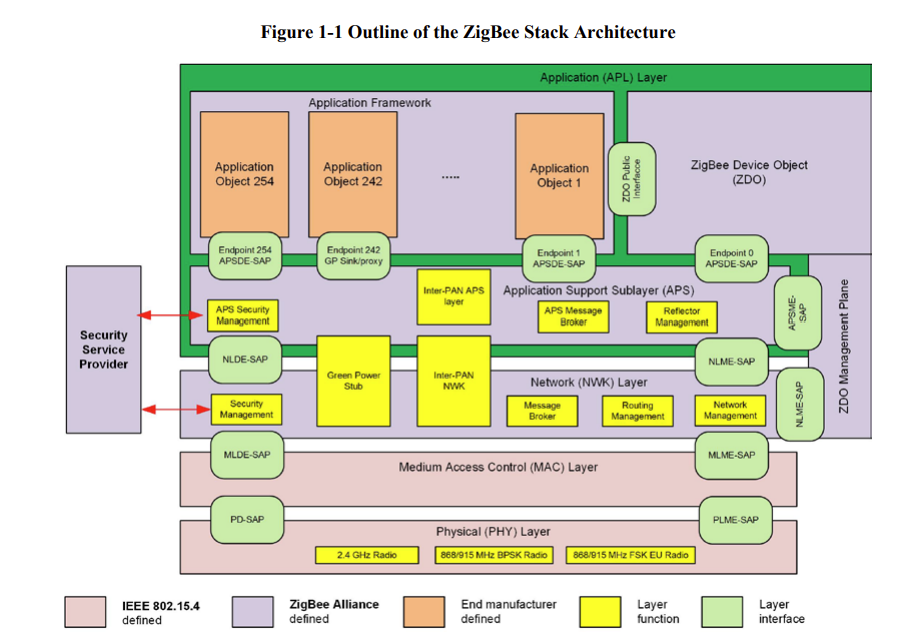 Figure 1-1 Outline of the ZigBee Stack Architecture
Application (APL) Layer
Application Framework
Application
Object 254
Application
Object 242
.....
Application
Object 1
ZDO Public
Interfacce
ZigBee Device Object
(ZDO)
Endpoint 254
APSDE-SAP
Endpoint 242
GP Sink/proxy
Endpoint 1
APSDE-SAP
Endpoint 0
APSDE-SAP
Inter-PAN APS
layer
Application Support Sublayer (APS)
APS Security
Management
APS Message
Broker
Reflector
Management
APSME-
SAP
ZDO Management Plane
Security
Service
Provider
NLDE-SAP
Green Power
Stub
Inter-PAN
NWK
NLME-SAP
Network (NWK) Layer
Security
Management
Message
Broker
Routing
Management
Network
Management
NLME-SAP
MLDE-SAP
Medium Access Control (MAC) Layer
MLME-SAP
PD-SAP
PLME-SAP
Physical (PHY) Layer
2.4 GHz Radio
868/915 MHz BPSK Radio
868/915 MHz FSK EU Radio
IEEE 802.15.4
defined
ZigBee Alliance
defined
End manufacturer
defined
Layer
function
Layer
interface